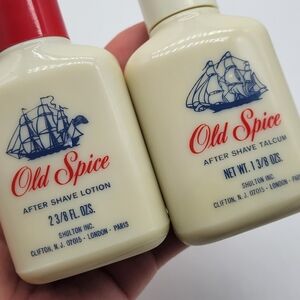 Old Spice
AFTER SHAVE LOTION
2 3/8 FL. OZS.
SHULTON INC.
CLIFTON, N.J. 07015 - LONDON - PARIS
Old Spice
AFTER SHAVE TALCUM
NET WT. 1 3/8 OZS.
SHULTON INC.
CLIFTON, N.J. 07015 - LONDON - PARIS